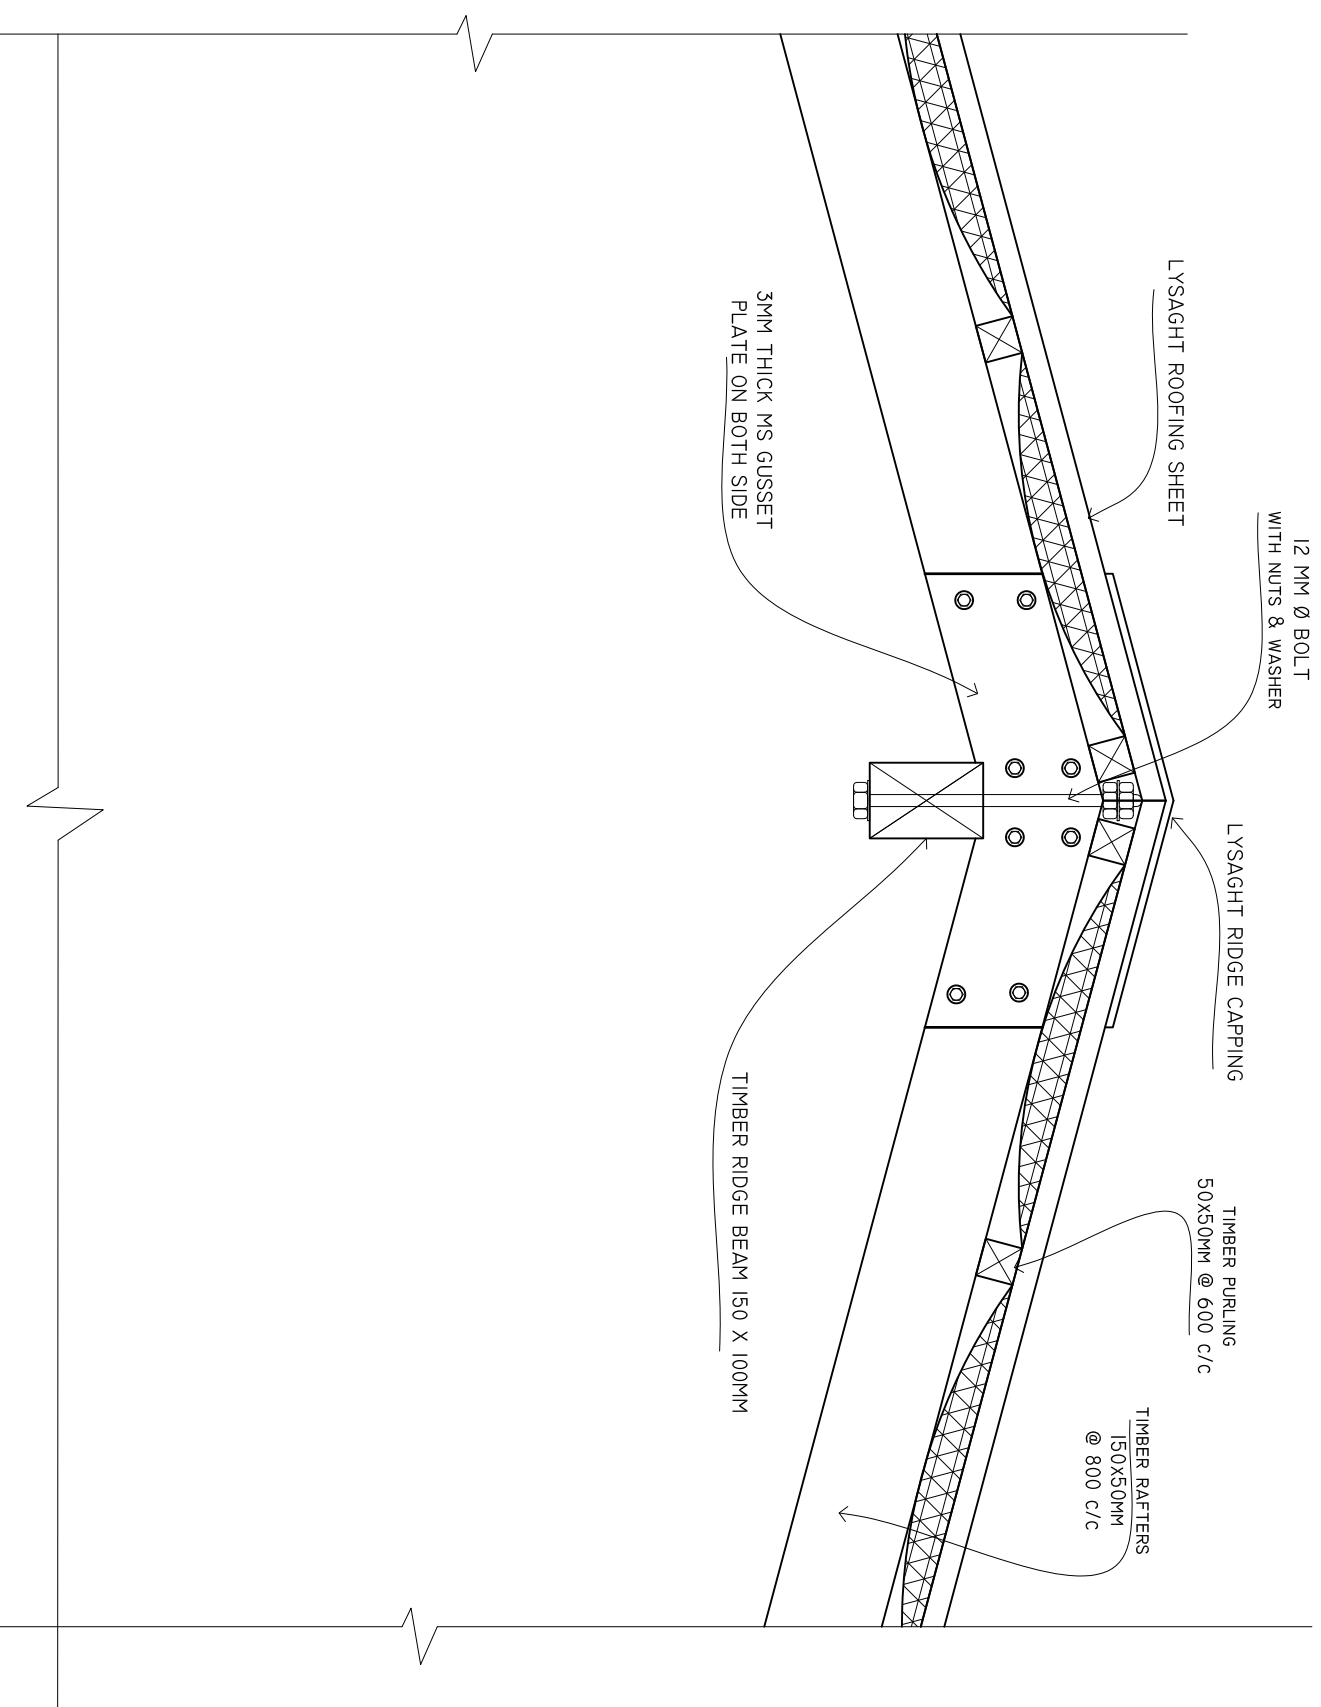 12 MM Ø BOLT
WITH NUTS & WASHER
LYSAGHT ROOFING SHEET
LYSAGHT RIDGE CAPPING
TIMBER PURLING
50x50MM @ 600 C/C
TIMBER RAFTERS
150x50MM
@ 800 C/C
3MM THICK MS GUSSET
PLATE ON BOTH SIDE
TIMBER RIDGE BEAM 150 X 100MM